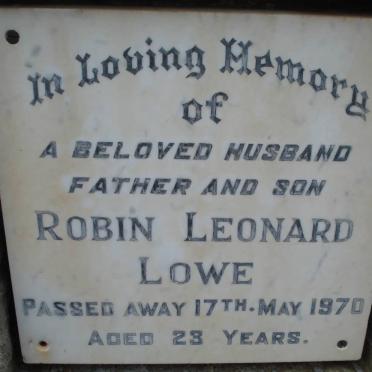 In Loving Memory
of
A BELOVED HUSBAND
FATHER AND SON
ROBIN LEONARD
LOWE
PASSED AWAY 17TH. MAY 1970
AGED 23 YEARS.